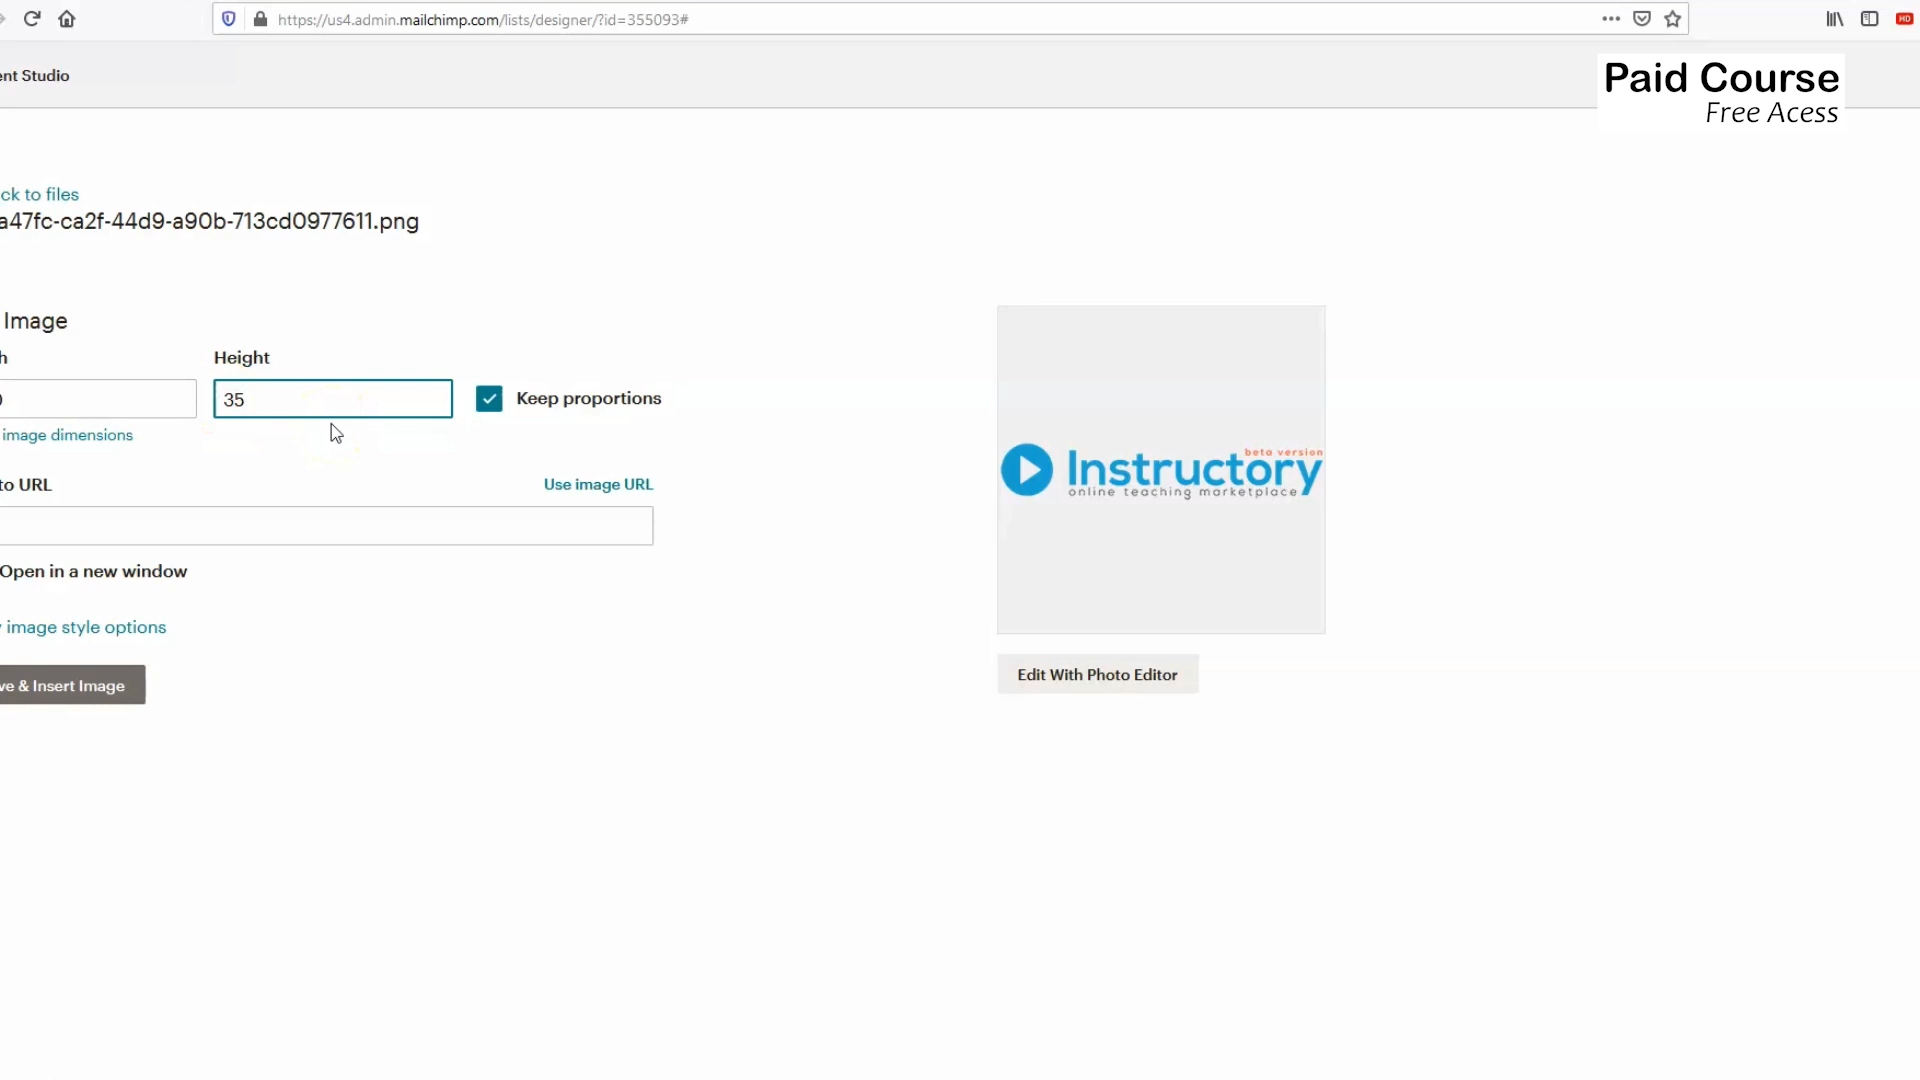 https://us4.admin.mailchimp.com/lists/designer/?id=355093#
HD
ent Studio
Paid Course
Free Acess
ck to files
a47fc-ca2f-44d9-a90b-713cd0977611.png
Image
h
Height
0
35
Keep proportions
image dimensions
to URL
Use image URL
Open in a new window
image style options
ve & Insert Image
beta version
Instructory
online teaching marketplace
Edit With Photo Editor